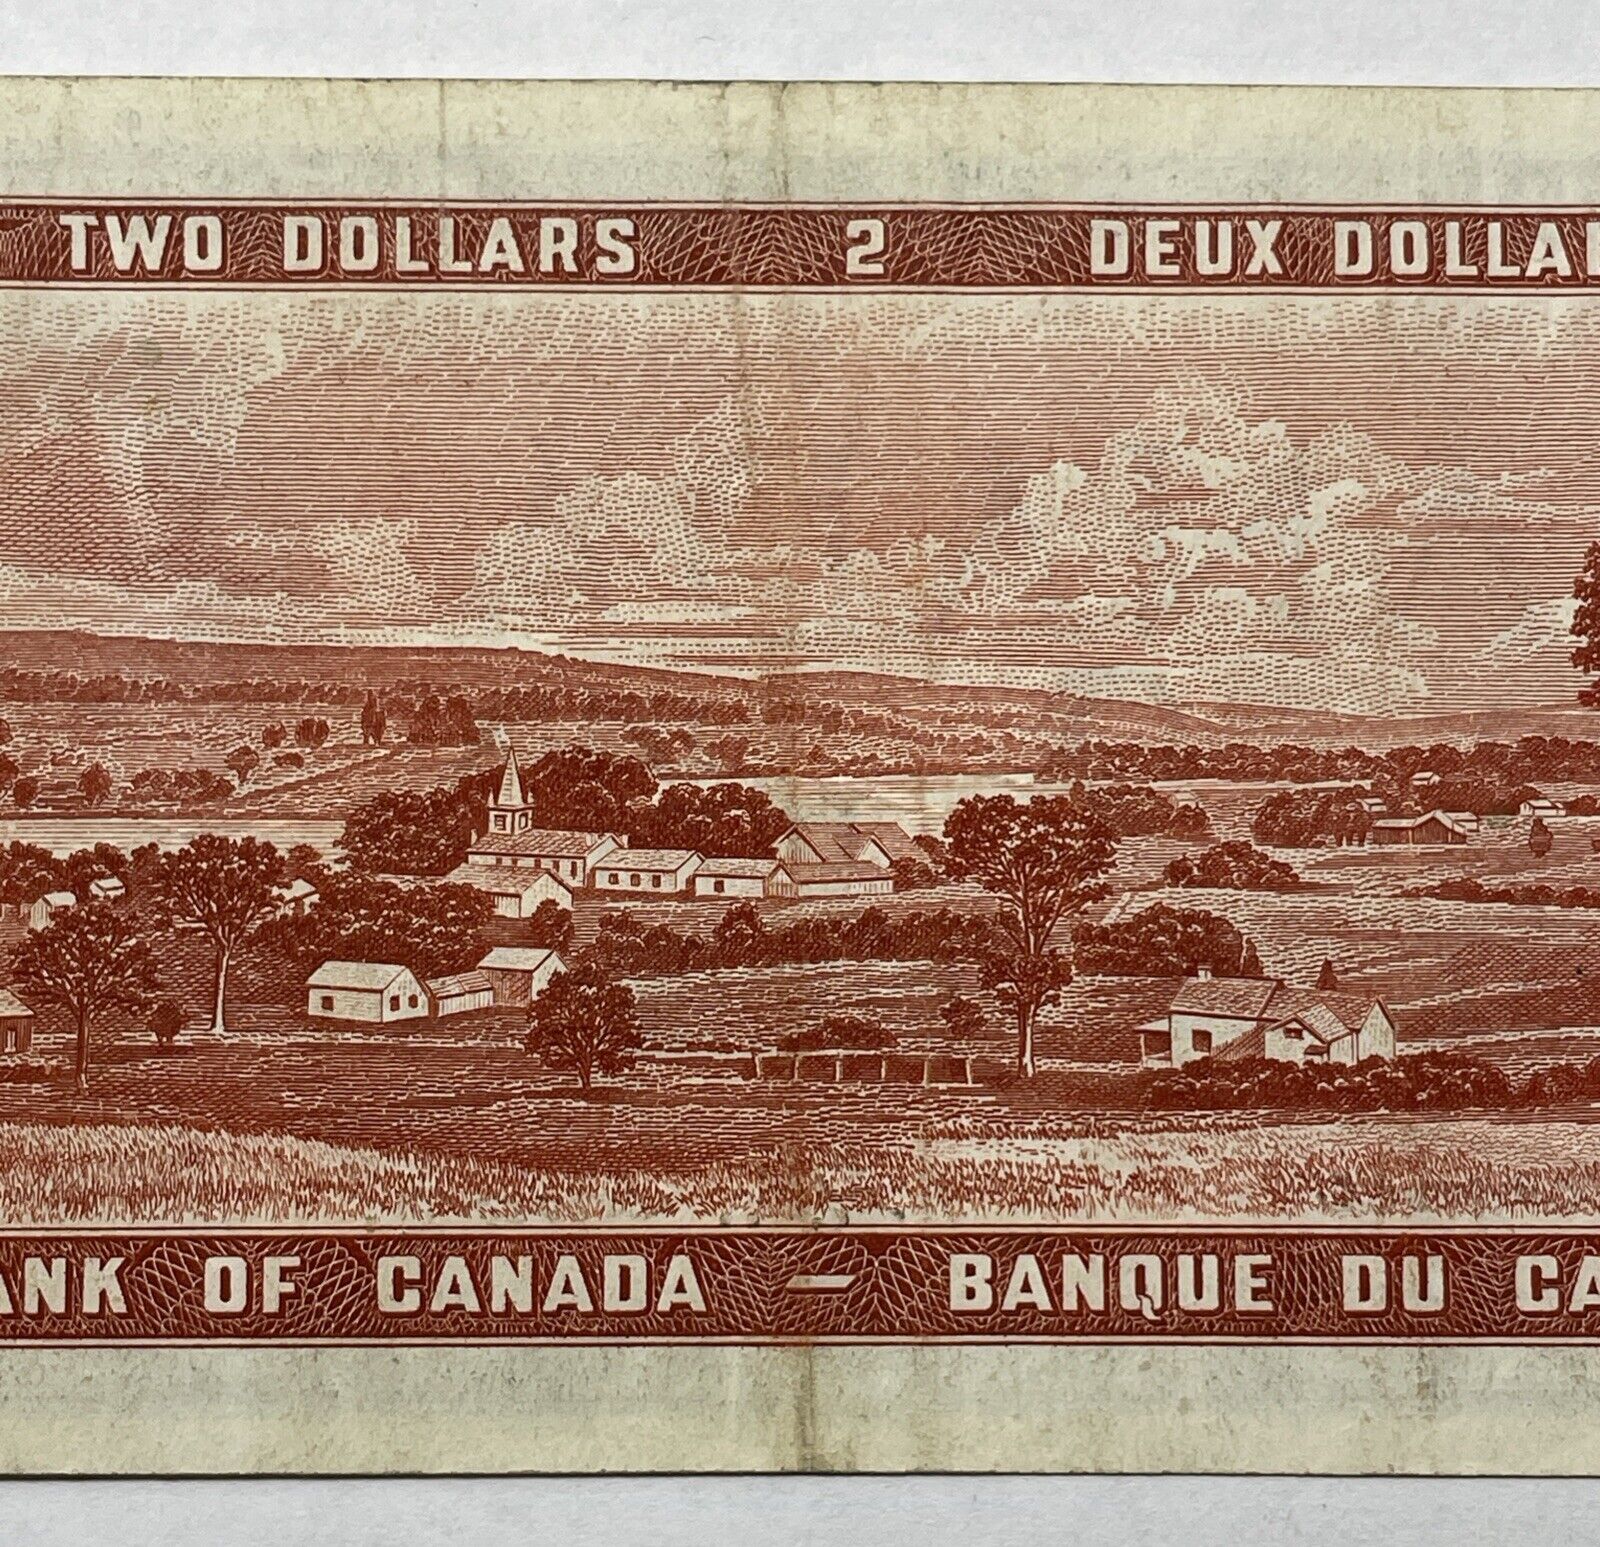 TWO DOLLARS 2 DEUX DOLLA
ANK OF CANADA – BANQUE DU CA